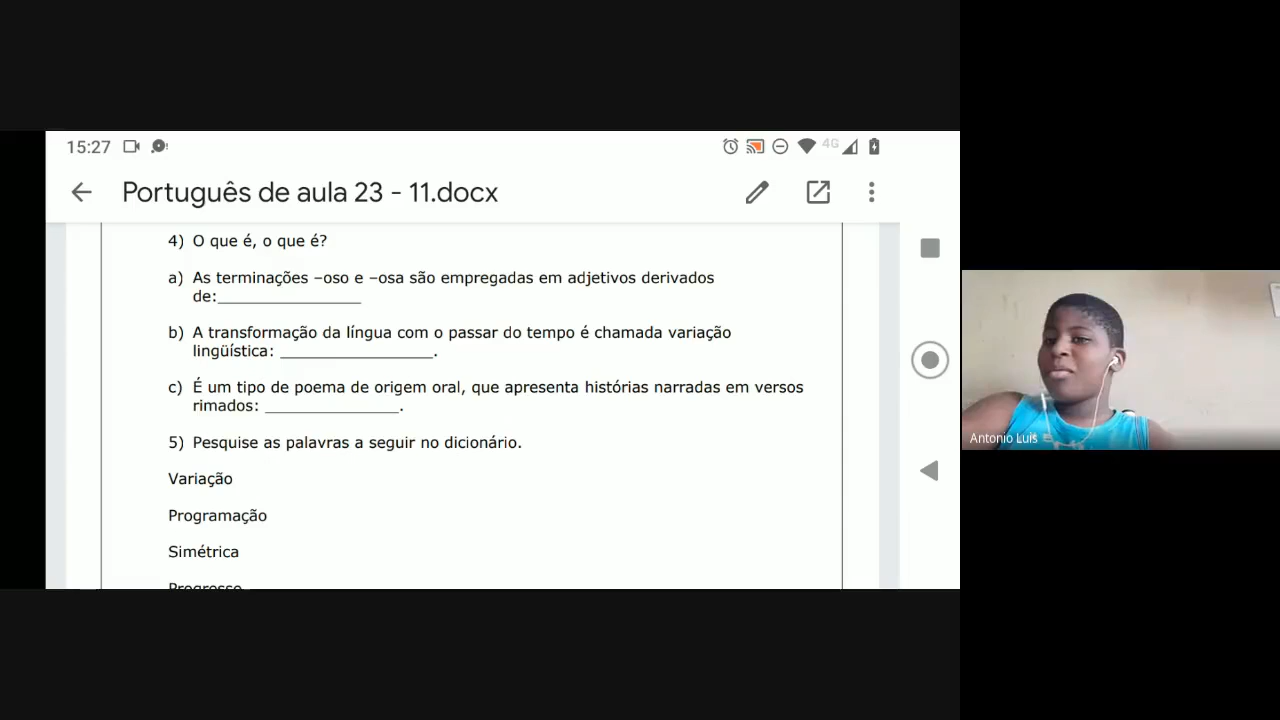 15:27
4G
Português de aula 23 - 11.docx
4) O que é, o que é?
a) As terminações –oso e –osa são empregadas em adjetivos derivados
de:_________________
b) A transformação da língua com o passar do tempo é chamada variação
lingüística: __________________.
c) É um tipo de poema de origem oral, que apresenta histórias narradas em versos
rimados: ________________.
5) Pesquise as palavras a seguir no dicionário.
Variação
Programação
Simétrica
Progresso
Antonio Luis